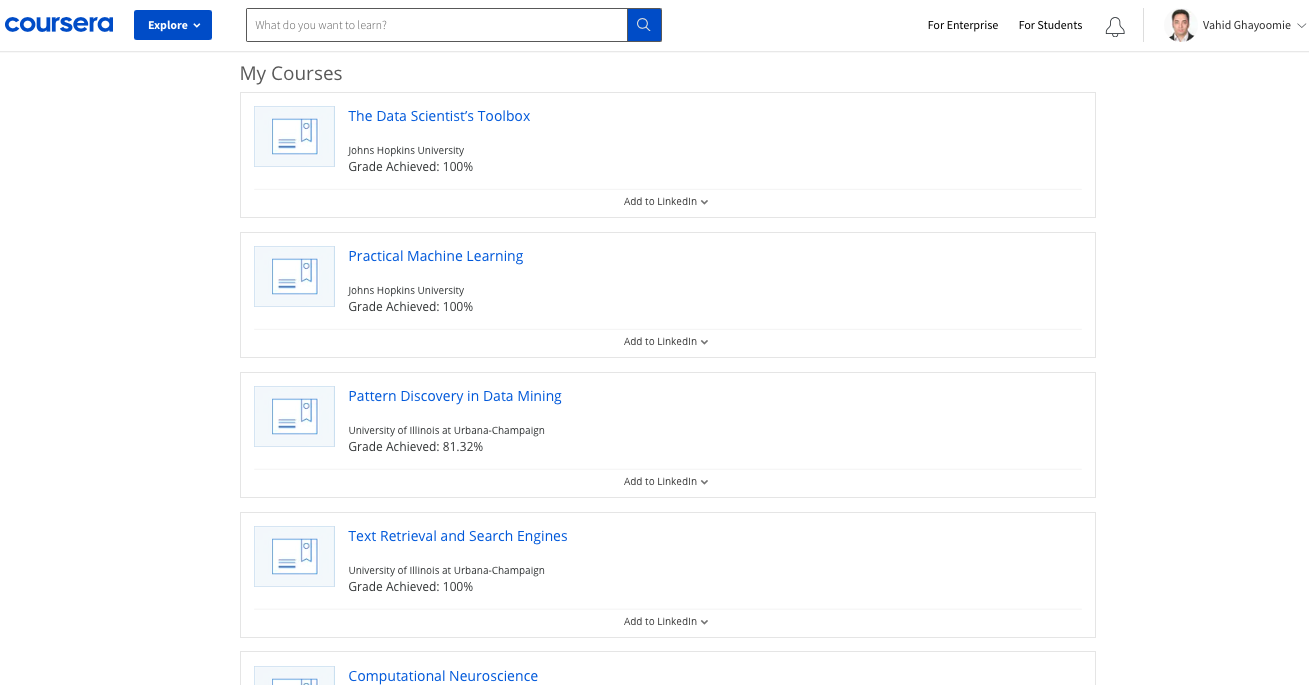 coursera
Explore
What do you want to learn?
For Enterprise
For Students
Vahid Ghayoomie
My Courses
The Data Scientist’s Toolbox
Johns Hopkins University
Grade Achieved: 100%
Add to LinkedIn
Practical Machine Learning
Johns Hopkins University
Grade Achieved: 100%
Add to LinkedIn
Pattern Discovery in Data Mining
University of Illinois at Urbana-Champaign
Grade Achieved: 81.32%
Add to LinkedIn
Text Retrieval and Search Engines
University of Illinois at Urbana-Champaign
Grade Achieved: 100%
Add to LinkedIn
Computational Neuroscience